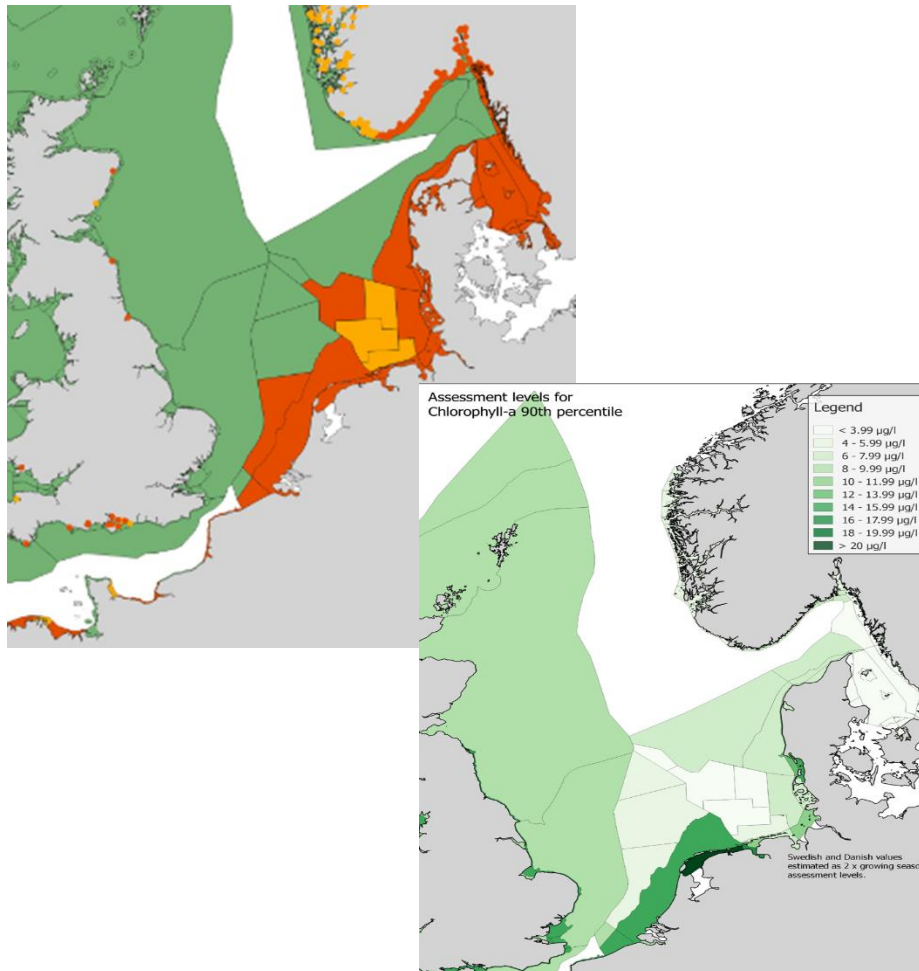 Assessment levels for
Chlorophyll-a 90th percentile
Legend
< 3.99 µg/l
4 - 5.99 µg/l
6 - 7.99 µg/l
8 - 9.99 µg/l
10 - 11.99 µg/l
12 - 13.99 µg/l
14 - 15.99 µg/l
16 - 17.99 µg/l
18 - 19.99 µg/l
> 20 µg/l
Swedish and Danish values
estimated as 2 x growing seaso
assessment levels.